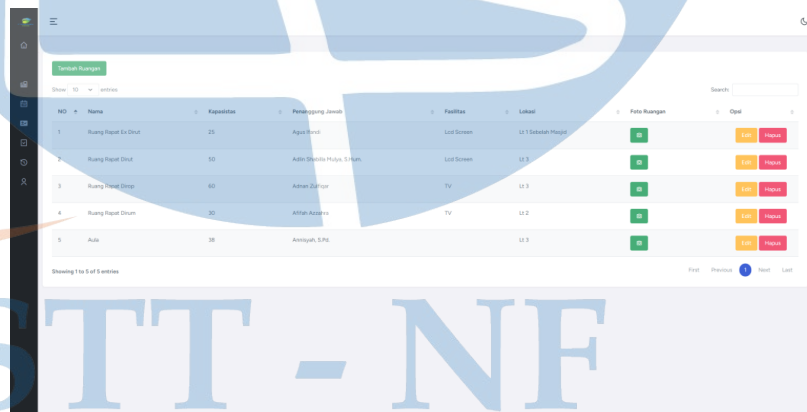 Tambah Ruangan
Show 10 entries Search:
NO Nama Kapasistas Penanggung Jawab Fasilitas Lokasi Foto Ruangan Opsi
1 Ruang Rapat Ex Dirut 25 Agus Lcd Screen Lt 1 Sebelah Masjid Edit Hapus
2 Ruang Rapat Dirut 50 Adith Mulya, S.Hum. Lcd Screen Lt 3 Edit Hapus
3 Ruang Rapat Dirop 60 Adnan Zulfiqar TV Lt 3 Edit Hapus
4 Ruang Rapat Dirum 30 Afifah Azzahra TV Lt 2 Edit Hapus
5 Aula 38 Annisyah, S.Pd. Lt 3 Edit Hapus
Showing 1 to 5 of 5 entries First Previous 1 Next Last
STT - NF